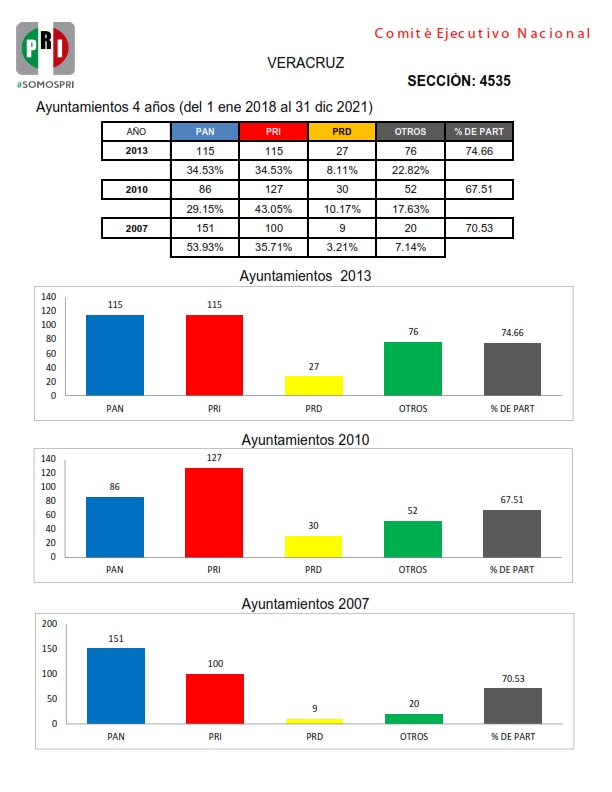 Comité Ejecutivo Nacional
PRI
#SOMOSPRI
VERACRUZ
SECCIÓN: 4535
Ayuntamientos 4 años (del 1 ene 2018 al 31 dic 2021)
AÑO PAN PRI PRD OTROS % DE PART
2013 115 115 27 76 74.66
34.53% 34.53% 8.11% 22.82%
2010 86 127 30 52 67.51
29.15% 43.05% 10.17% 17.63%
2007 151 100 9 20 70.53
53.93% 35.71% 3.21% 7.14%
Ayuntamientos 2013
140
120
100
80
60
40
20
0
115 115 27 76 74.66
PAN PRI PRD OTROS % DE PART
Ayuntamientos 2010
140
120
100
80
60
40
20
0
86 127 30 52 67.51
PAN PRI PRD OTROS % DE PART
Ayuntamientos 2007
200
150
100
50
0
151 100 9 20 70.53
PAN PRI PRD OTROS % DE PART